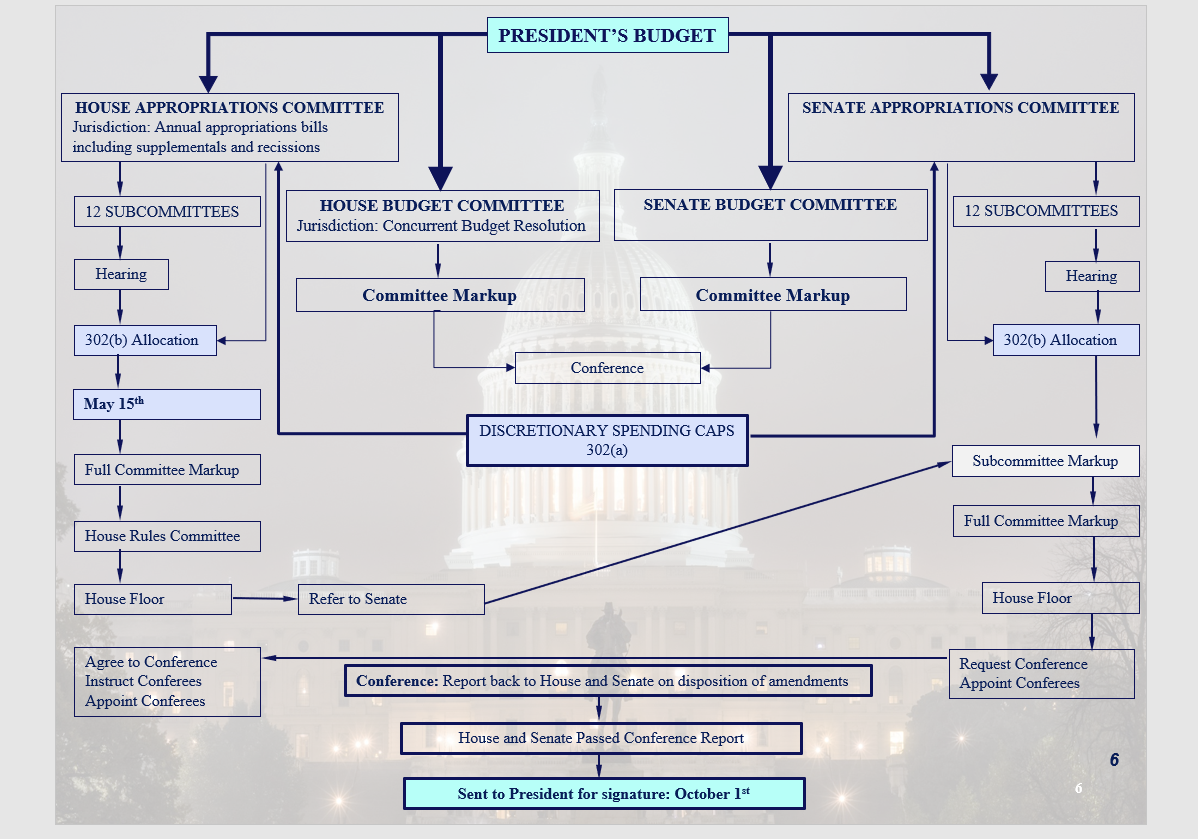 PRESIDENT’S BUDGET
HOUSE APPROPRIATIONS COMMITTEE
Jurisdiction: Annual appropriations bills
including supplementals and recissions
SENATE APPROPRIATIONS COMMITTEE
HOUSE BUDGET COMMITTEE
Jurisdiction: Concurrent Budget Resolution
SENATE BUDGET COMMITTEE
12 SUBCOMMITTEES
12 SUBCOMMITTEES
Hearing
Hearing
Committee Markup
Committee Markup
302(b) Allocation
302(b) Allocation
Conference
May 15th
DISCRETIONARY SPENDING CAPS
302(a)
Full Committee Markup
Subcommittee Markup
House Rules Committee
Full Committee Markup
House Floor
Refer to Senate
House Floor
Agree to Conference
Instruct Conferees
Appoint Conferees
Request Conference
Appoint Conferees
Conference: Report back to House and Senate on disposition of amendments
House and Senate Passed Conference Report
Sent to President for signature: October 1st
6
6